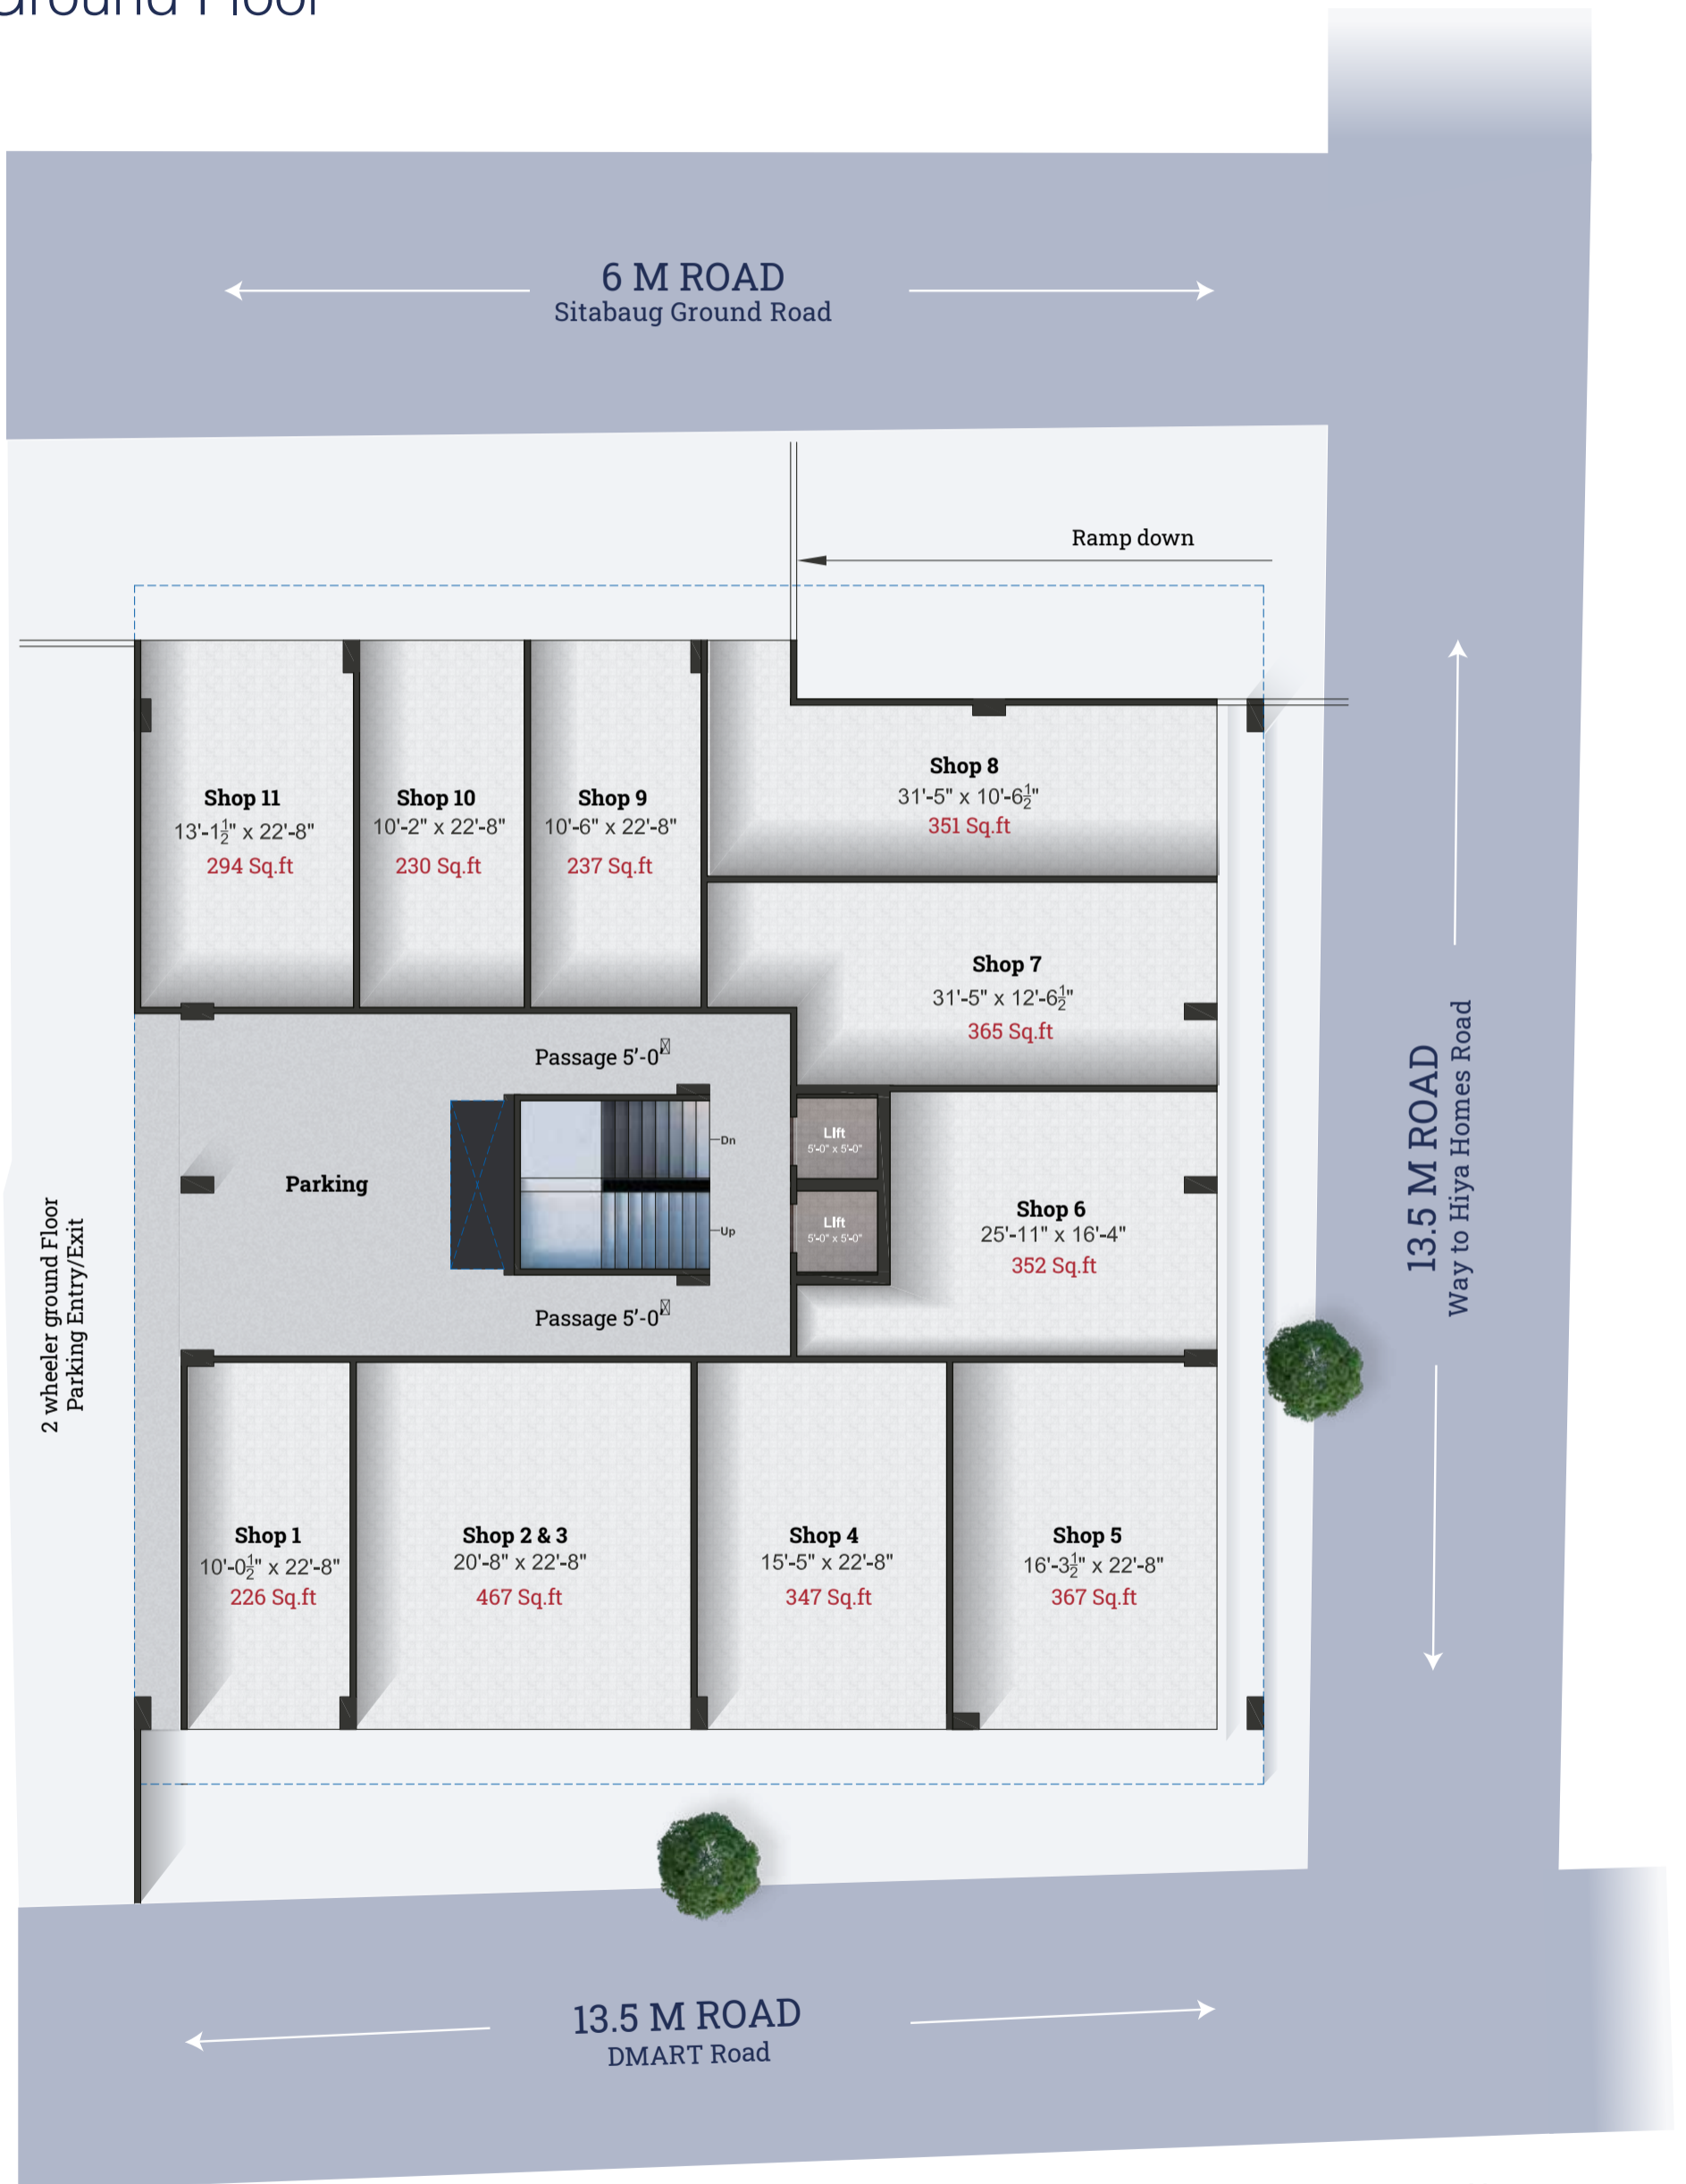 Ground Floor
6 M ROAD
Sitabaug Ground Road
Ramp down
Shop 11
13'-1½" x 22'-8"
294 Sq.ft
Shop 10
10'-2" x 22'-8"
230 Sq.ft
Shop 9
10'-6" x 22'-8"
237 Sq.ft
Shop 8
31'-5" x 10'-6½"
351 Sq.ft
Shop 7
31'-5" x 12'-6½"
365 Sq.ft
Passage 5'-0'
Dn
Up
Parking
LIft
5'-0" x 5'-0"
LIft
5'-0" x 5'-0"
Shop 6
25'-11" x 16'-4"
352 Sq.ft
Passage 5'-0'
2 wheeler ground Floor
Parking Entry/Exit
13.5 M ROAD
Way to Hiya Homes Road
Shop 1
10'-0½" x 22'-8"
226 Sq.ft
Shop 2 & 3
20'-8" x 22'-8"
467 Sq.ft
Shop 4
15'-5" x 22'-8"
347 Sq.ft
Shop 5
16'-3½" x 22'-8"
367 Sq.ft
13.5 M ROAD
DMART Road